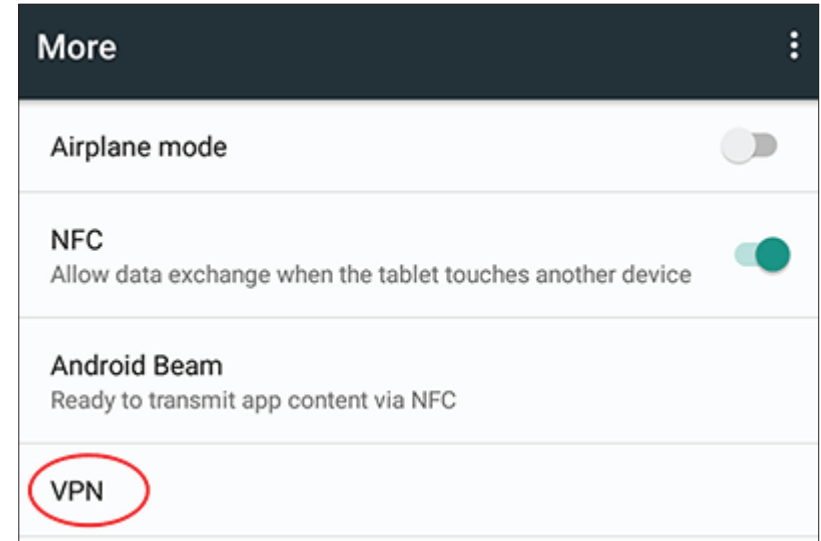 More
Airplane mode
NFC
Allow data exchange when the tablet touches another device
Android Beam
Ready to transmit app content via NFC
VPN